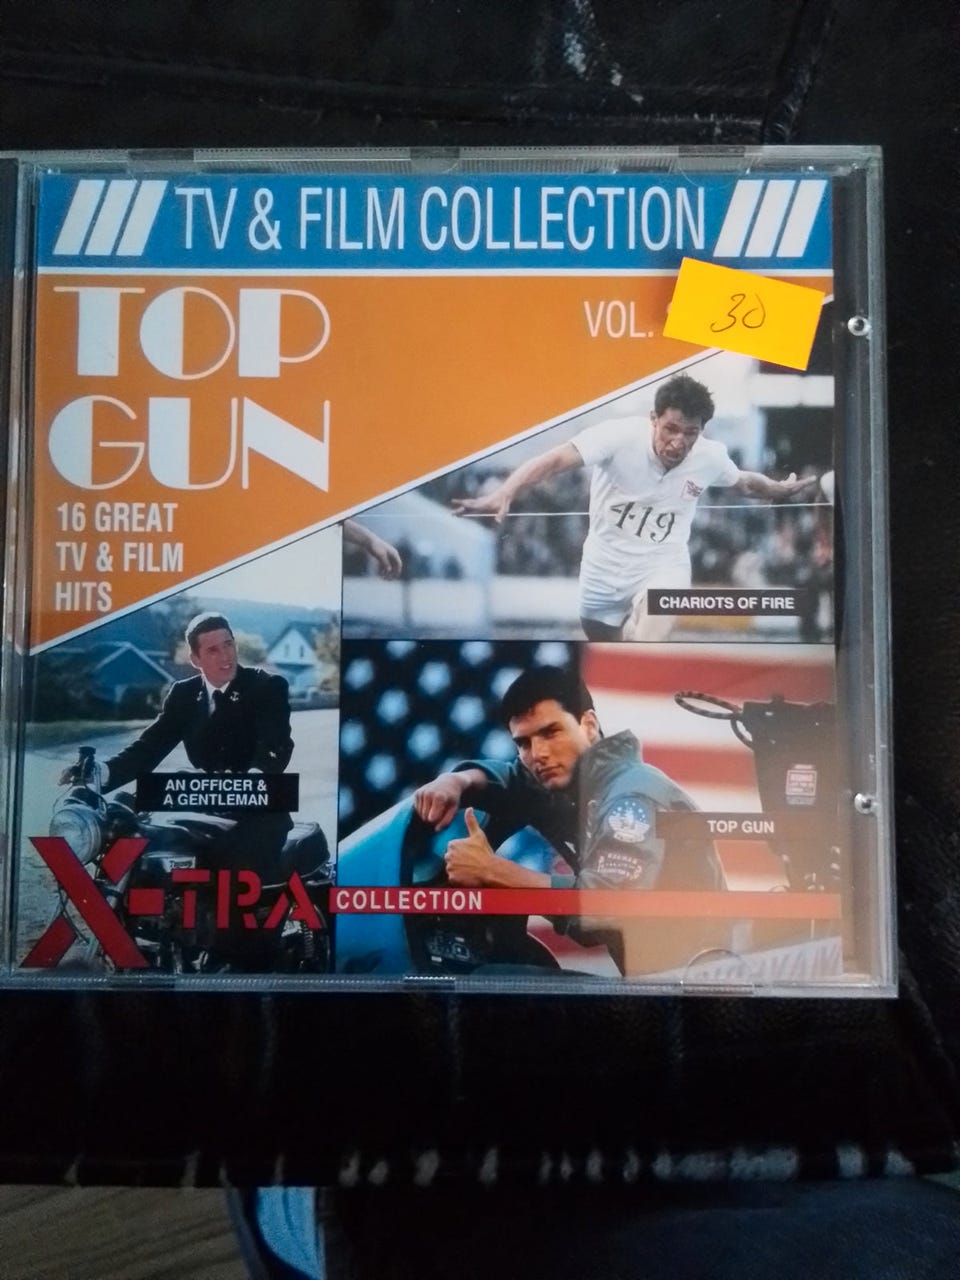 TV & FILM COLLECTION
TOP
GUN
VOL.
30
16 GREAT
TV & FILM
HITS
419
CHARIOTS OF FIRE
AN OFFICER &
A GENTLEMAN
TOP GUN
X-TRA COLLECTION